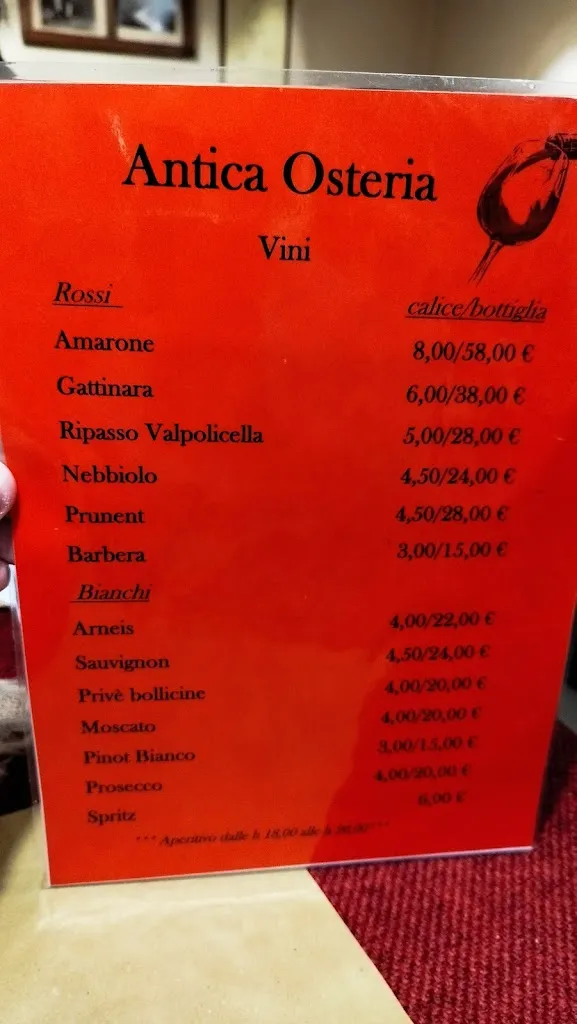 Antica Osteria
Vini
Rossi calice/bottiglia
Amarone 8,00/58,00 €
Gattinara 6,00/38,00 €
Ripasso Valpolicella 5,00/28,00 €
Nebbiolo 4,50/24,00 €
Prunent 4,50/28,00 €
Barbera 3,00/15,00 €
Bianchi
Arneis 4,00/22,00 €
Sauvignon 4,50/24,00 €
Privè bollicine 4,00/20,00 €
Moscato 4,00/20,00 €
Pinot Bianco 3,00/15,00 €
Prosecco 4,00/20,00 €
Spritz 6,00 €
*** Aperitivo dalle h 18,00 alle h